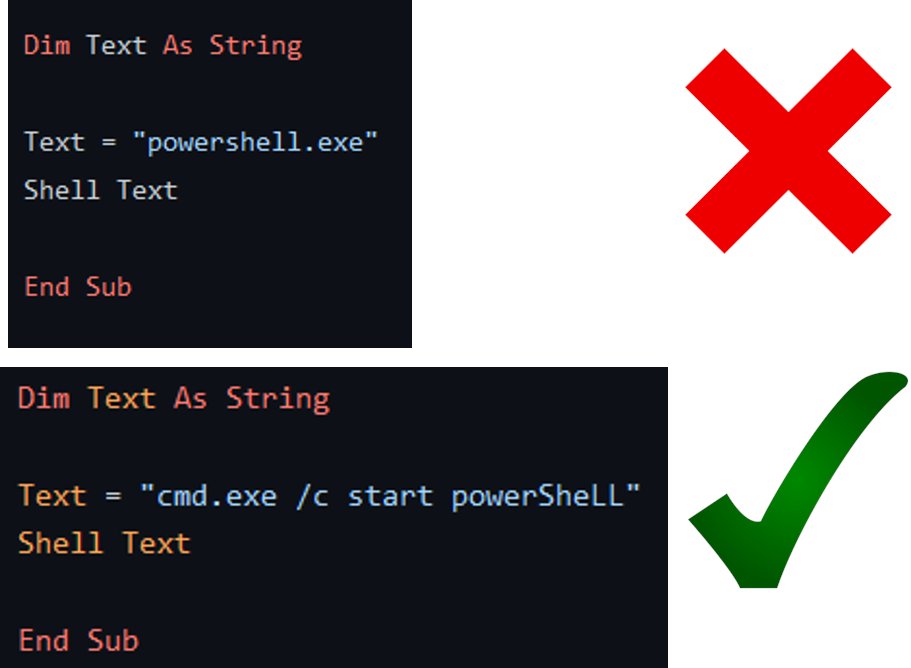 Dim Text As String
Text = "powershell.exe"
Shell Text
End Sub
Dim Text As String
Text = "cmd.exe /c start powerSheLL"
Shell Text
End Sub